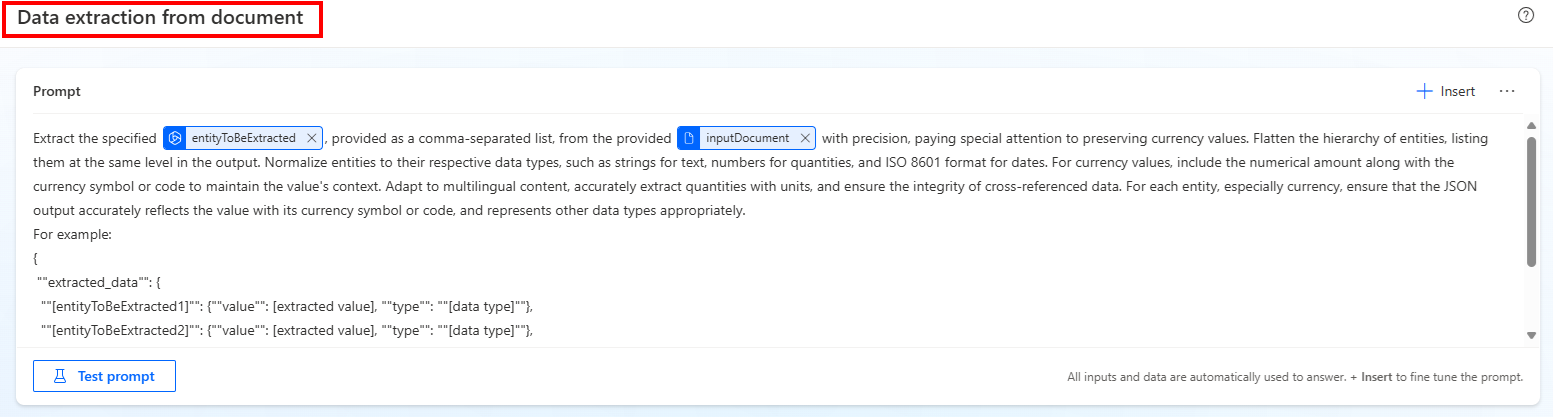 Data extraction from document
Prompt
Insert
Extract the specified entityToBeExtracted , provided as a comma-separated list, from the provided inputDocument with precision, paying special attention to preserving currency values. Flatten the hierarchy of entities, listing
them at the same level in the output. Normalize entities to their respective data types, such as strings for text, numbers for quantities, and ISO 8601 format for dates. For currency values, include the numerical amount along with the
currency symbol or code to maintain the value's context. Adapt to multilingual content, accurately extract quantities with units, and ensure the integrity of cross-referenced data. For each entity, especially currency, ensure that the JSON
output accurately reflects the value with its currency symbol or code, and represents other data types appropriately.
For example:
{
""extracted_data"": {
""[entityToBeExtracted1]"": {""value"": [extracted value], ""type"": ""[data type]""},
""[entityToBeExtracted2]"": {""value"": [extracted value], ""type"": ""[data type]""},
Test prompt
All inputs and data are automatically used to answer. + Insert to fine tune the prompt.